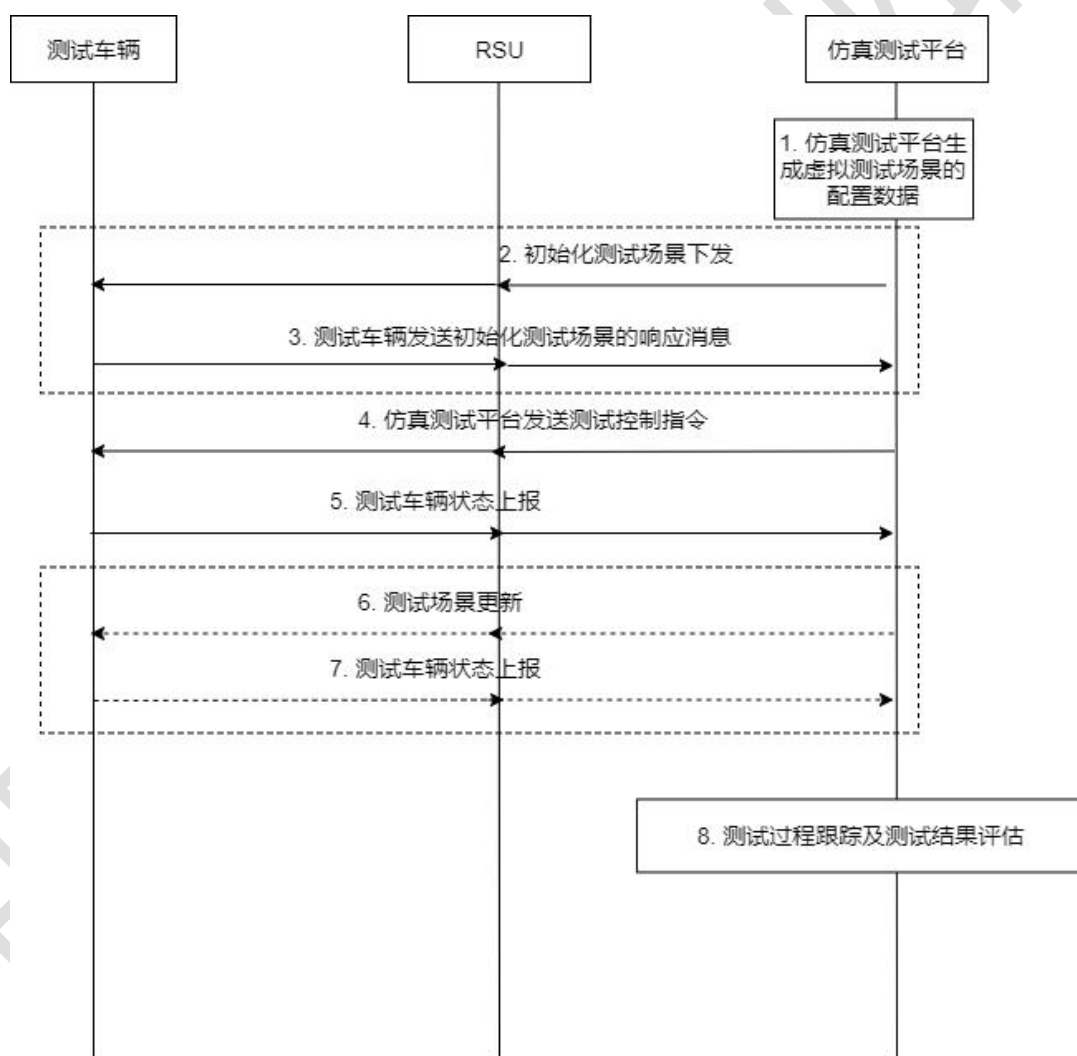 测试车辆
RSU
仿真测试平台
1. 仿真测试平台生
成虚拟测试场景的
配置数据
2. 初始化测试场景下发
3. 测试车辆发送初始化测试场景的响应消息
4. 仿真测试平台发送测试控制指令
5. 测试车辆状态上报
6. 测试场景更新
7. 测试车辆状态上报
8. 测试过程跟踪及测试结果评估